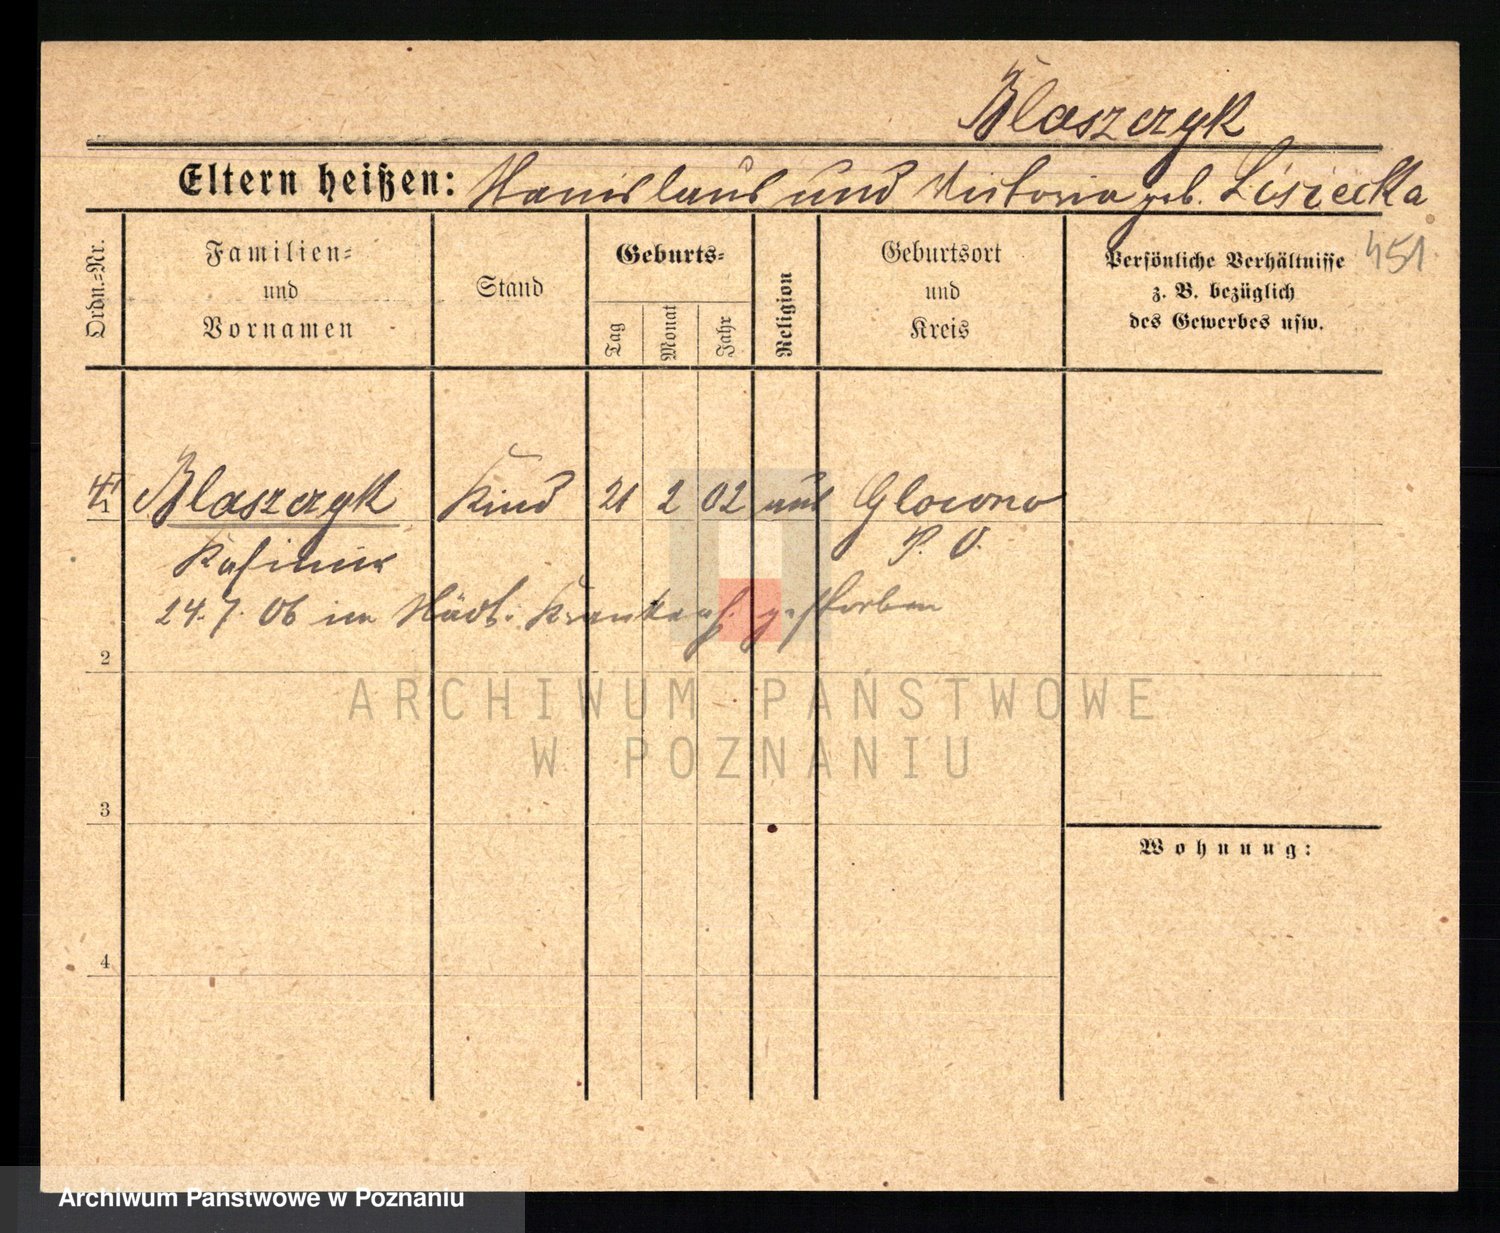 Blaszczyk
Eltern heißen: Stanislaus und Victoria geb. Lisiecka
451
Ordn.-Nr.
Familien- und Vornamen
Stand
Geburts-
Tag
Monat
Jahr
Religion
Geburtsort und Kreis
Persönliche Verhältnisse
z. B. bezüglich
des Gewerbes usw.
1 Blaszczyk Kind 21 2 02 Glowno
Kasimir P. O.
24.7.06 im städt. Krankenh. gestorben
2
3
4
Wohnung:
ARCHIWUM PAŃSTWOWE
W POZNANIU
Archiwum Państwowe w Poznaniu